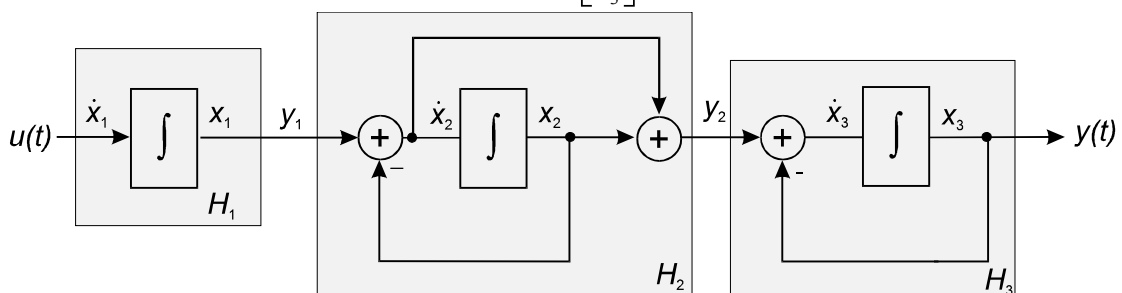 u(t) ẋ₁ ∫ x₁ y₁ + – ẋ₂ ∫ x₂ + y₂ + - ẋ₃ ∫ x₃ y(t)
H₁ H₂ H₃